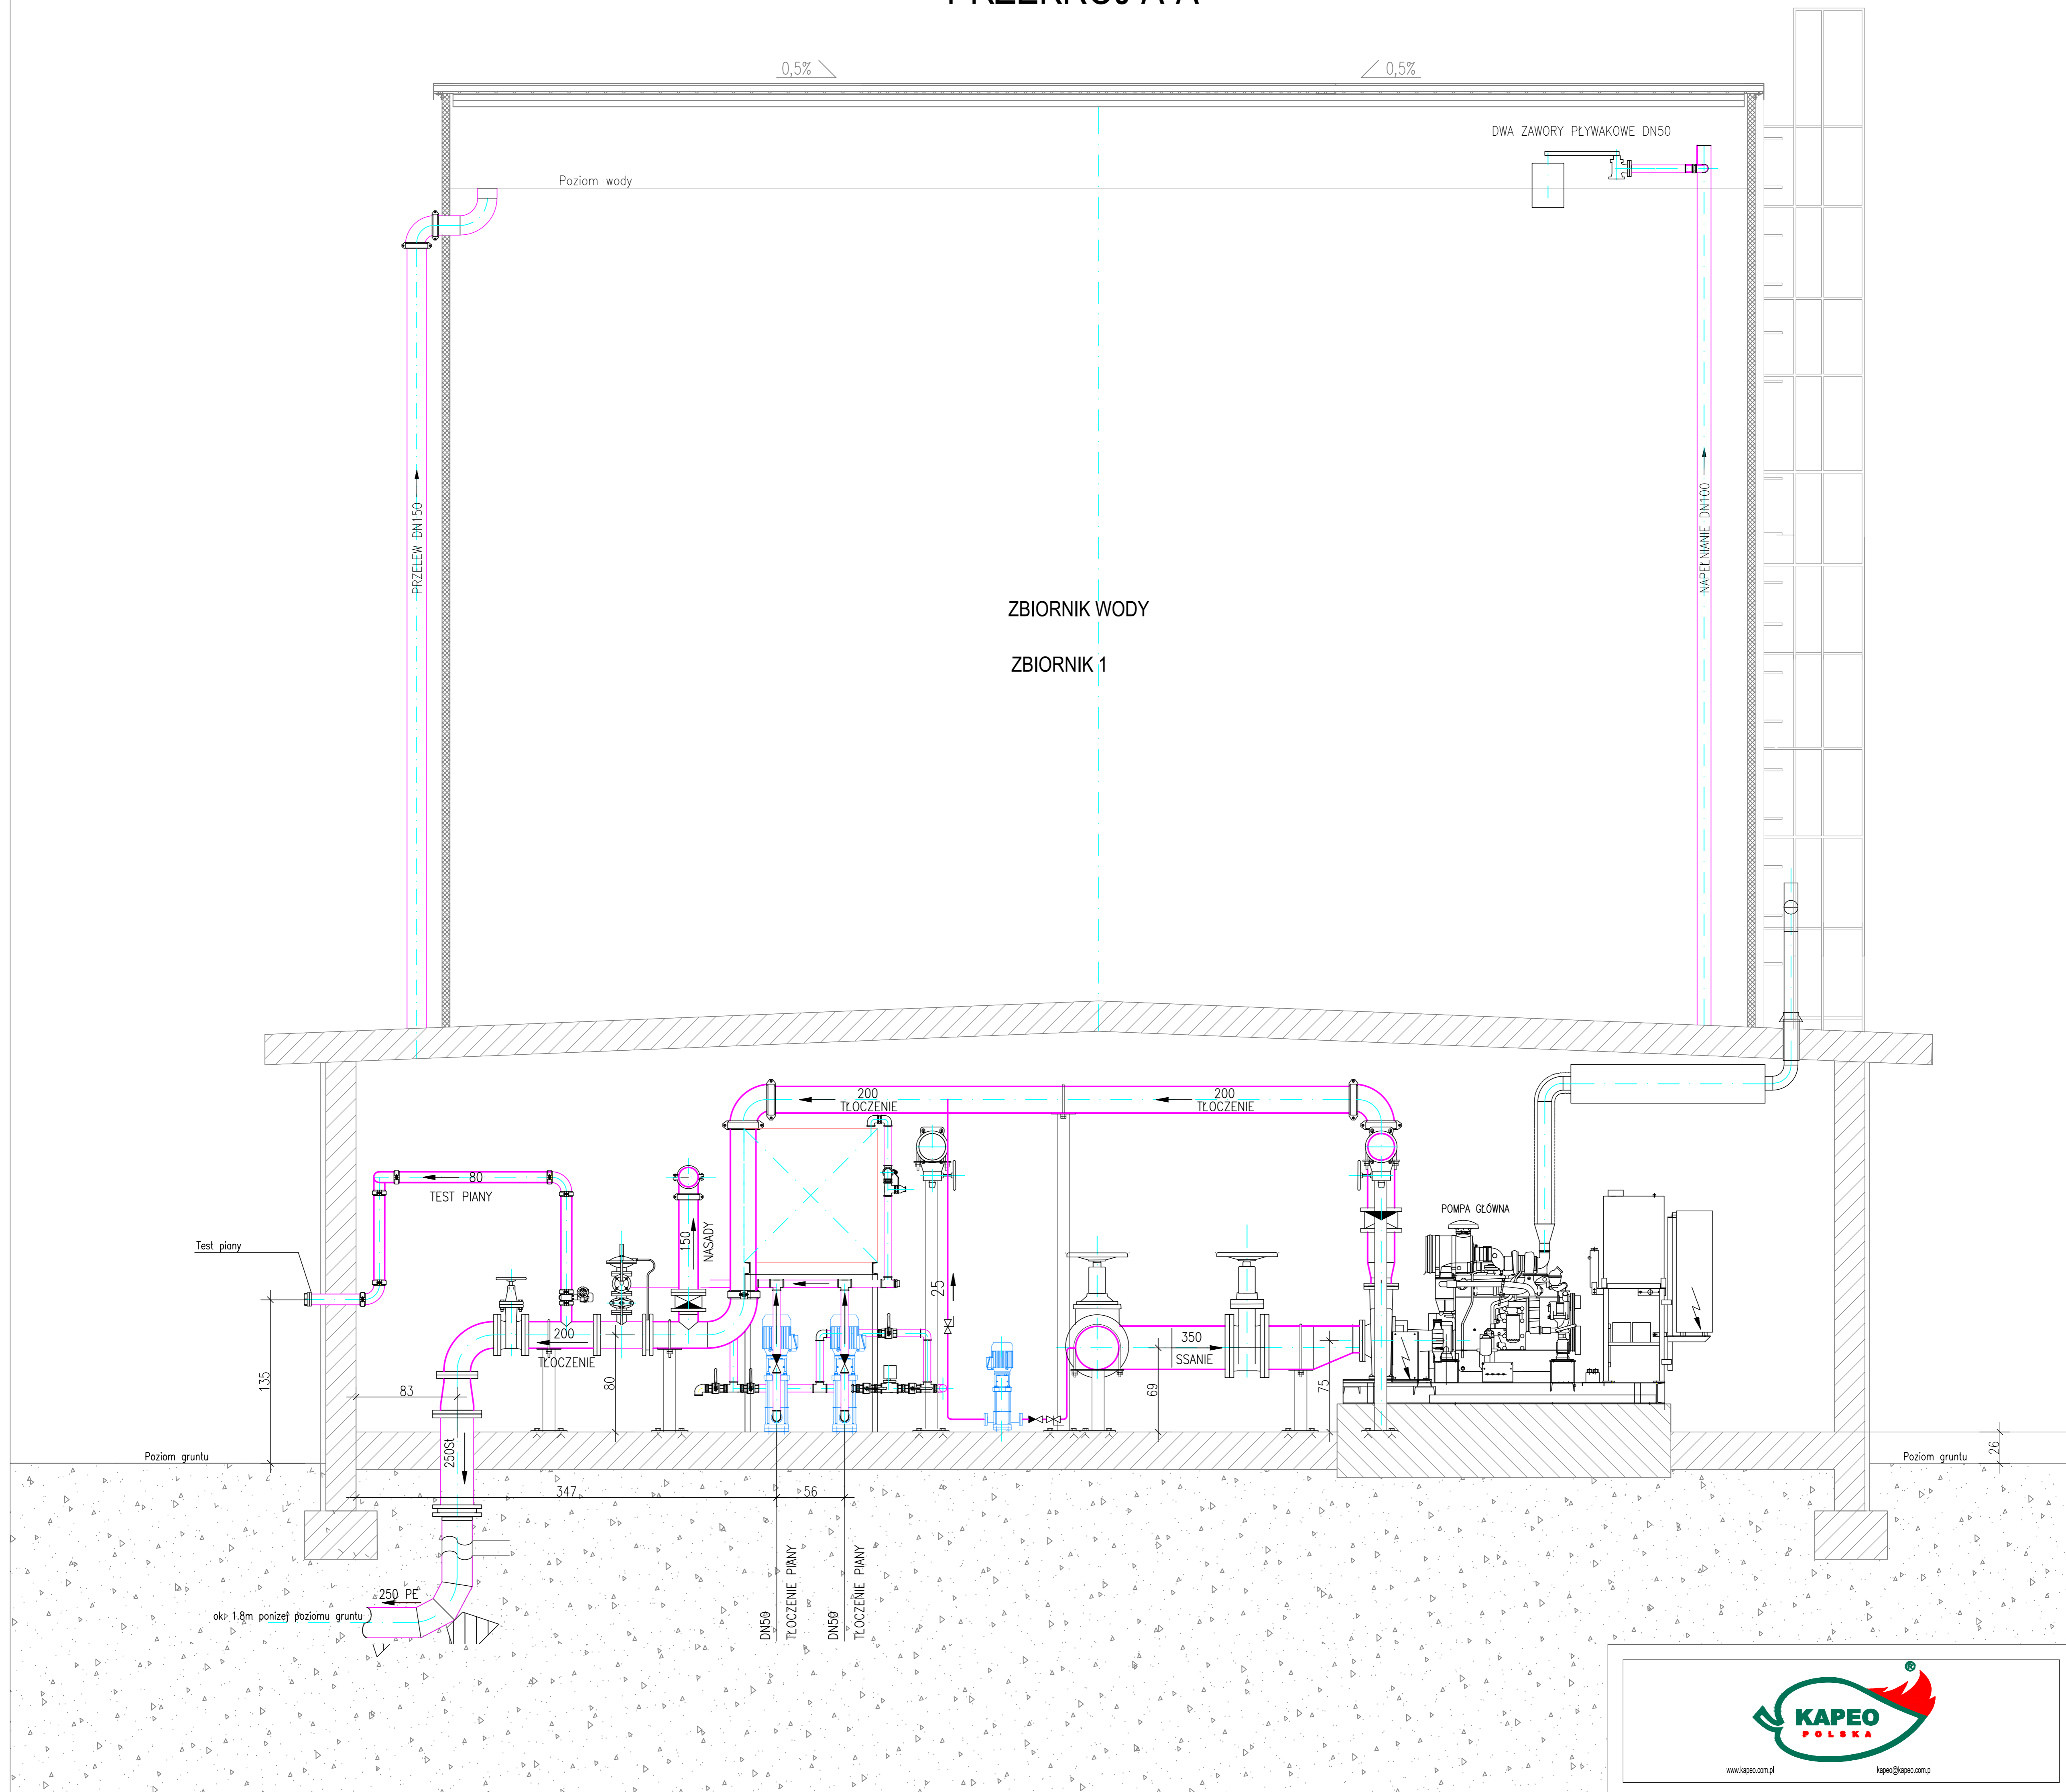 PRZEKRÓJ A-A
0,5%
0,5%
DWA ZAWORY PŁYWAKOWE DN50
Poziom wody
PRZELEW DN150
NAPEŁNIANIE DN100
ZBIORNIK WODY
ZBIORNIK 1
200
TŁOCZENIE
200
TŁOCZENIE
80
TEST PIANY
POMPA GŁÓWNA
150
NASADY
Test piany
25
200
TŁOCZENIE
350
SSANIE
135
83
80
69
75
250St
Poziom gruntu
26
Poziom gruntu
347
56
250 PE
ok. 1.8m ponizej poziomu gruntu
DN50
TŁOCZENIE PIANY
DN50
TŁOCZENIE PIANY
®
KAPEO
POLSKA
www.kapeo.com.pl
kapeo@kapeo.com.pl